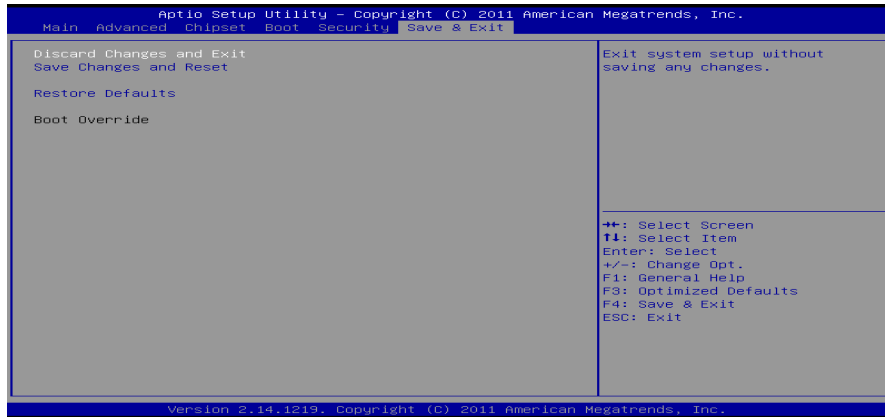 Aptio Setup Utility – Copyright (C) 2011 American Megatrends, Inc.
Main Advanced Chipset Boot Security Save & Exit
Discard Changes and Exit
Save Changes and Reset
Restore Defaults
Boot Override
Exit system setup without
saving any changes.
→←: Select Screen
↑↓: Select Item
Enter: Select
+/-: Change Opt.
F1: General Help
F3: Optimized Defaults
F4: Save & Exit
ESC: Exit
Version 2.14.1219. Copyright (C) 2011 American Megatrends, Inc.